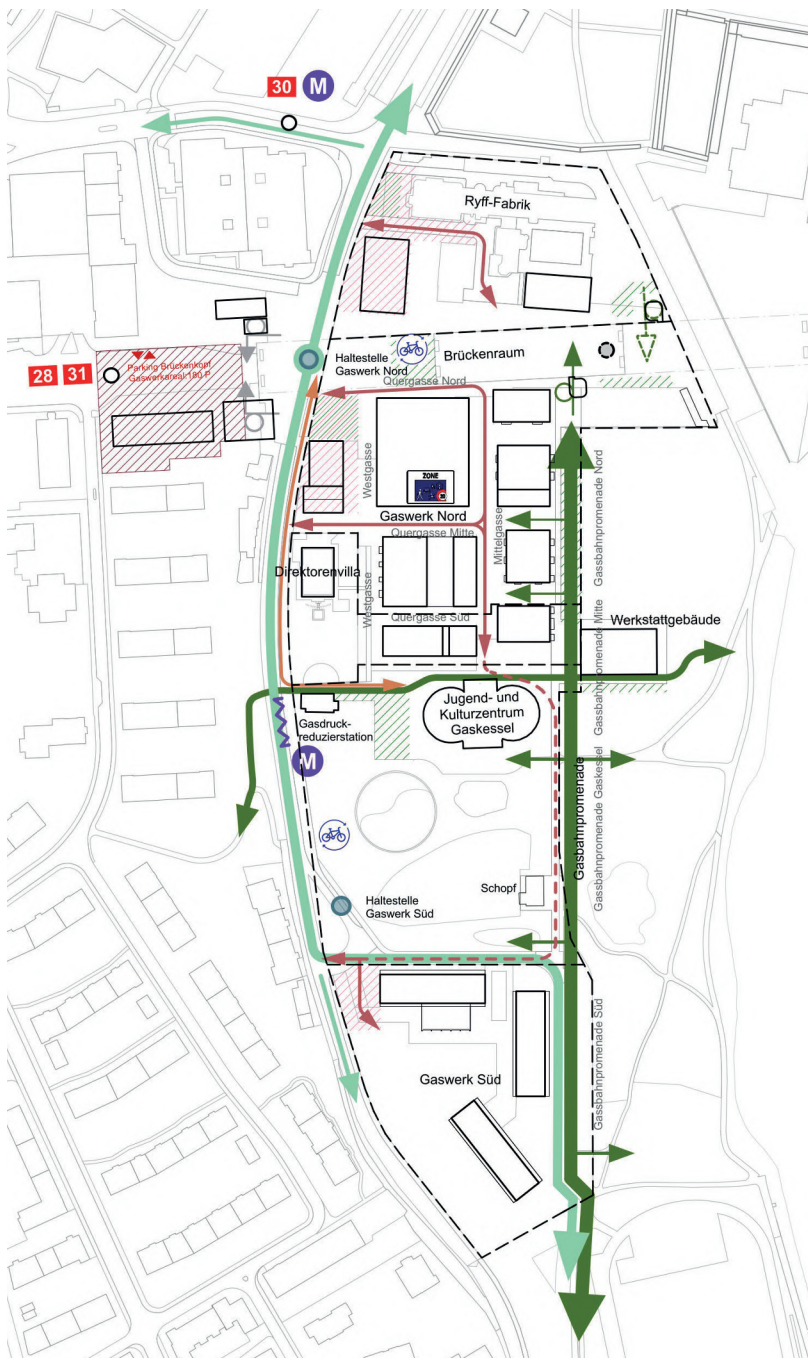 30 M
Ryff-Fabrik
Haltestelle
Gaswerk Nord
Brückenraum
Quergasse Nord
Parking Brückenkopf
Gaswerkareal:180 P
28 31
ZONE
Westgasse
Gaswerk Nord
Quergasse Mitte
Mittelgasse
Gassbahnpromenade Nord
Direktorenvilla
Westgasse
Quergasse Süd
Gassbahnpromenade Mitte
Werkstattgebäude
Gasdruck-
reduzierstation
Jugend- und
Kulturzentrum
Gaskessel
M
Gasbahnpromenade
Gassbahnpromenade Gaskessel
Schopf
Haltestelle
Gaswerk Süd
Gaswerk Süd
Gassbahnpromenade Süd